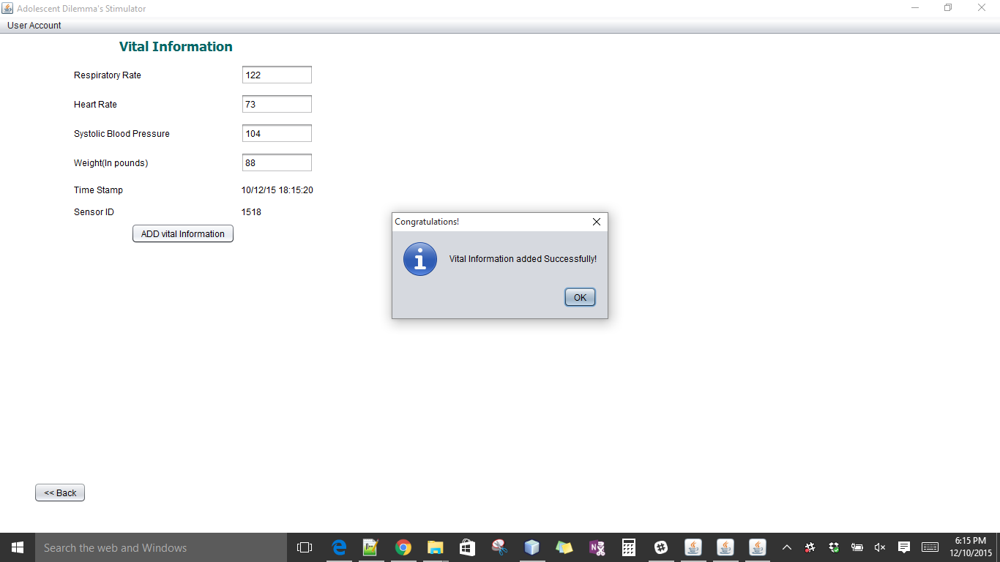 Adolescent Dilemma's Stimulator
User Account
Vital Information
Respiratory Rate 122
Heart Rate 73
Systolic Blood Pressure 104
Weight(In pounds) 88
Time Stamp 10/12/15 18:15:20
Sensor ID 1518
ADD vital Information
Congratulations!
Vital Information added Successfully!
OK
<< Back
Search the web and Windows
6:15 PM
12/10/2015